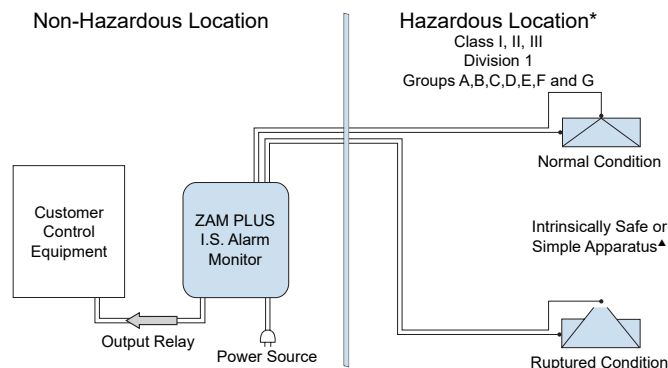 Non-Hazardous Location
Hazardous Location*
Class I, II, III
Division 1
Groups A,B,C,D,E,F and G
Normal Condition
Customer
Control
Equipment
ZAM PLUS
I.S. Alarm
Monitor
Intrinsically Safe or
Simple Apparatus▲
Output Relay
Power Source
Ruptured Condition